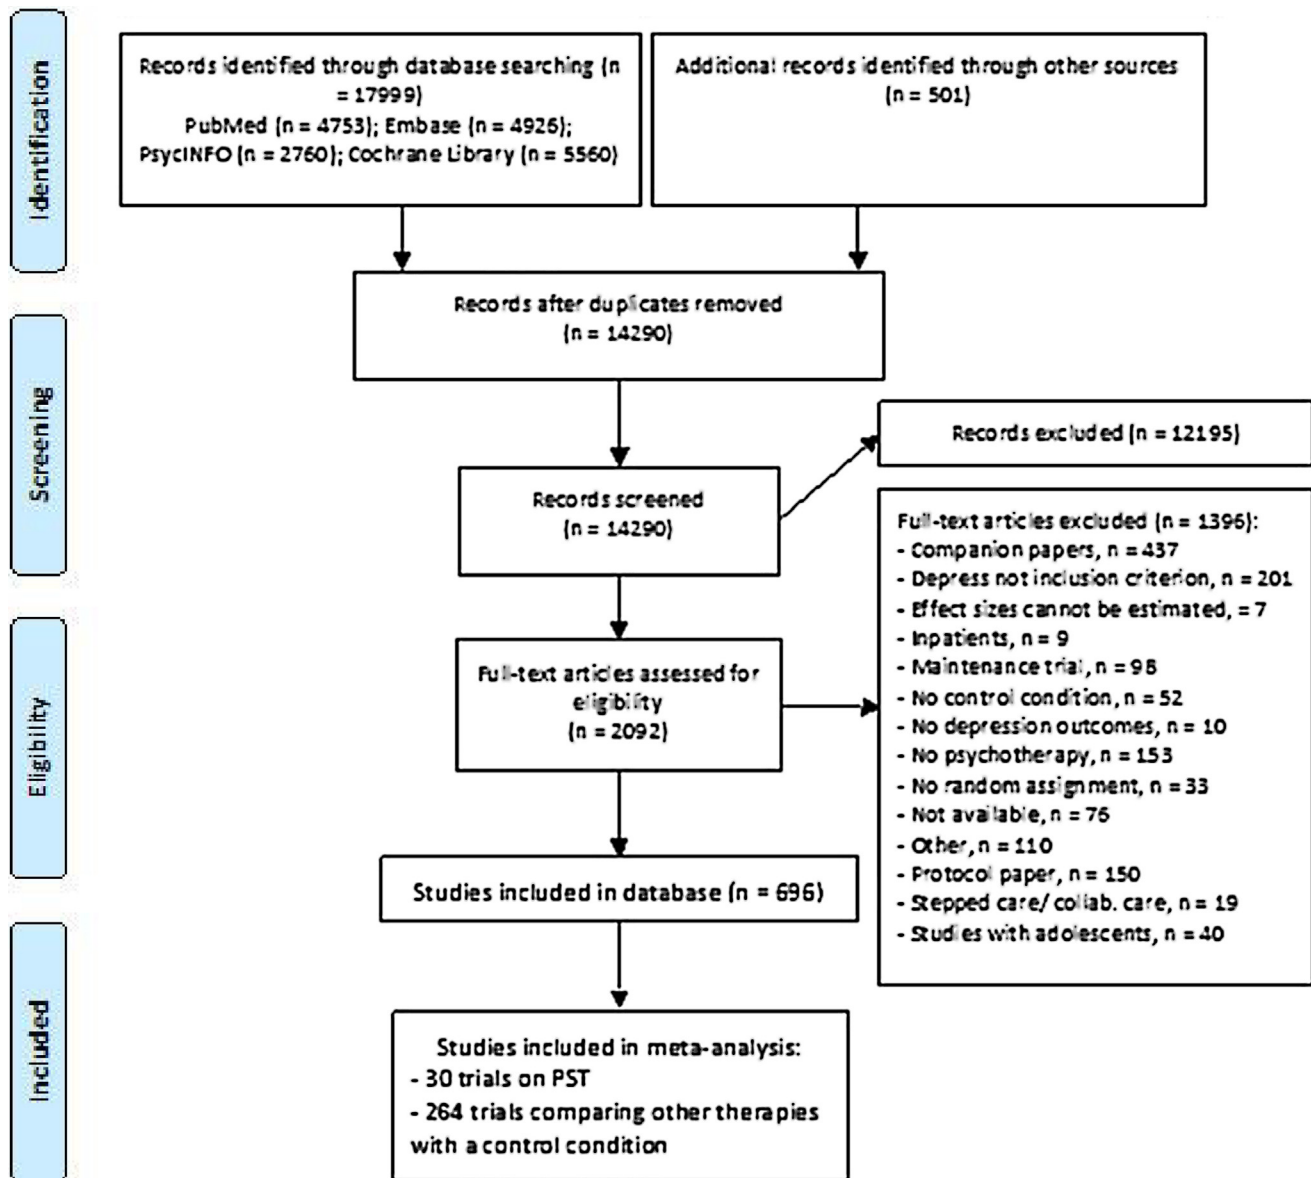 Identification
Records identified through database searching (n
= 17999)
PubMed (n = 4753); Embase (n = 4926);
PsycINFO (n = 2760); Cochrane Library (n = 5560)
Additional records identified through other sources
(n = 501)
Records after duplicates removed
(n = 14290)
Screening
Records screened
(n = 14290)
Records excluded (n = 12195)
Eligibility
Full-text articles assessed for
eligibility
(n = 2092)
Full-text articles excluded (n = 1396):
- Companion papers, n = 437
- Depress not inclusion criterion, n = 201
- Effect sizes cannot be estimated, = 7
- Inpatients, n = 9
- Maintenance trial, n = 98
- No control condition, n = 52
- No depression outcomes, n = 10
- No psychotherapy, n = 153
- No random assignment, n = 33
- Not available, n = 76
- Other, n = 110
- Protocol paper, n = 150
- Stepped care/ collab. care, n = 19
- Studies with adolescents, n = 40
Studies included in database (n = 696)
Included
Studies included in meta-analysis:
- 30 trials on PST
- 264 trials comparing other therapies
with a control condition